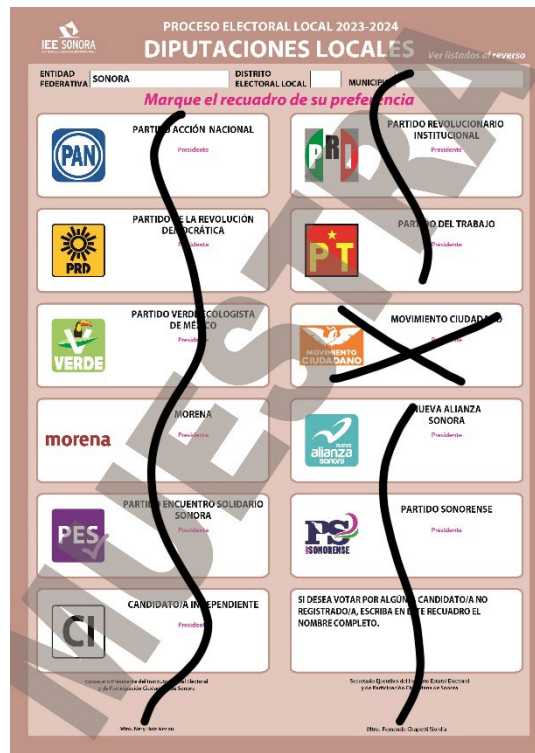 PROCESO ELECTORAL LOCAL 2023-2024
IEE SONORA
DIPUTACIONES LOCALES
Ver listados al reverso
ENTIDAD FEDERATIVA SONORA
DISTRITO ELECTORAL LOCAL
MUNICIPIO
Marque el recuadro de su preferencia
PAN
PARTIDO ACCIÓN NACIONAL
Presidente
PRI
PARTIDO REVOLUCIONARIO
INSTITUCIONAL
Presidente
PRD
PARTIDO DE LA REVOLUCIÓN
DEMOCRÁTICA
Presidente
PT
PARTIDO DEL TRABAJO
Presidente
VERDE
PARTIDO VERDE ECOLOGISTA
DE MÉXICO
Presidente
MOVIMIENTO
CIUDADANO
MOVIMIENTO CIUDADANO
Presidente
morena
MORENA
Presidente
nueva
alianza
sonora
NUEVA ALIANZA
SONORA
Presidente
PES
PARTIDO ENCUENTRO SOLIDARIO
SONORA
Presidente
PS
SONORENSE
PARTIDO SONORENSE
Presidente
CI
CANDIDATO/A INDEPENDIENTE
Presidente
SI DESEA VOTAR POR ALGÚN/A CANDIDATO/A NO
REGISTRADO/A, ESCRIBA EN ESTE RECUADRO EL
NOMBRE COMPLETO.
MUESTRA